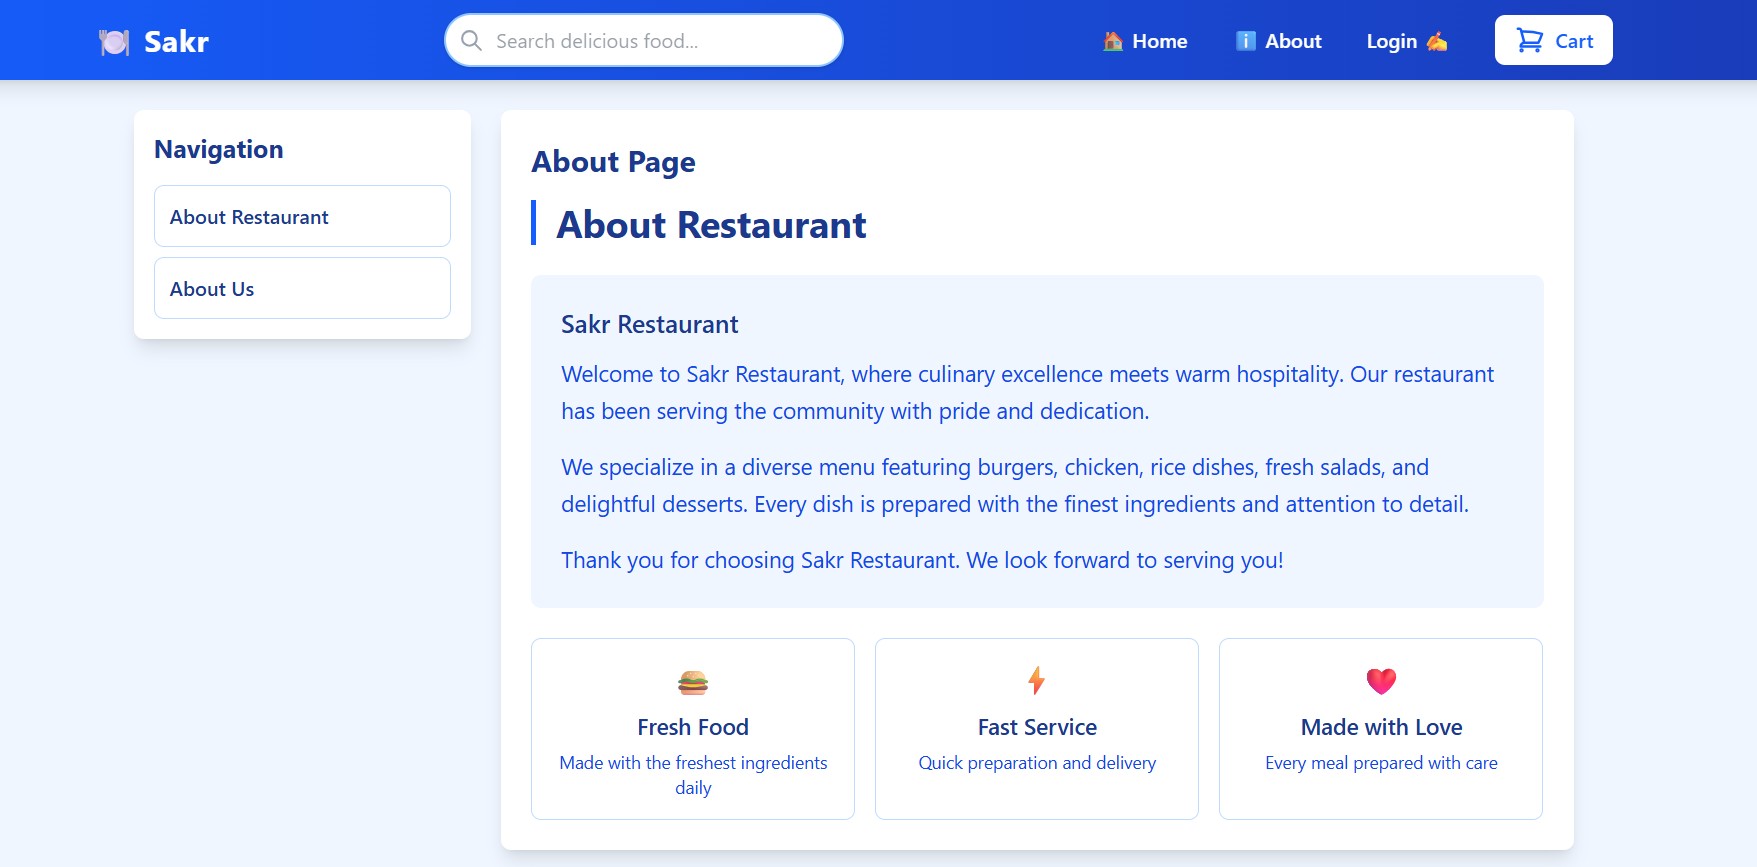 Sakr
Search delicious food...
Home
About
Login
Cart
Navigation
About Restaurant
About Us
About Page
About Restaurant
Sakr Restaurant
Welcome to Sakr Restaurant, where culinary excellence meets warm hospitality. Our restaurant
has been serving the community with pride and dedication.
We specialize in a diverse menu featuring burgers, chicken, rice dishes, fresh salads, and
delightful desserts. Every dish is prepared with the finest ingredients and attention to detail.
Thank you for choosing Sakr Restaurant. We look forward to serving you!
Fresh Food
Made with the freshest ingredients
daily
Fast Service
Quick preparation and delivery
Made with Love
Every meal prepared with care